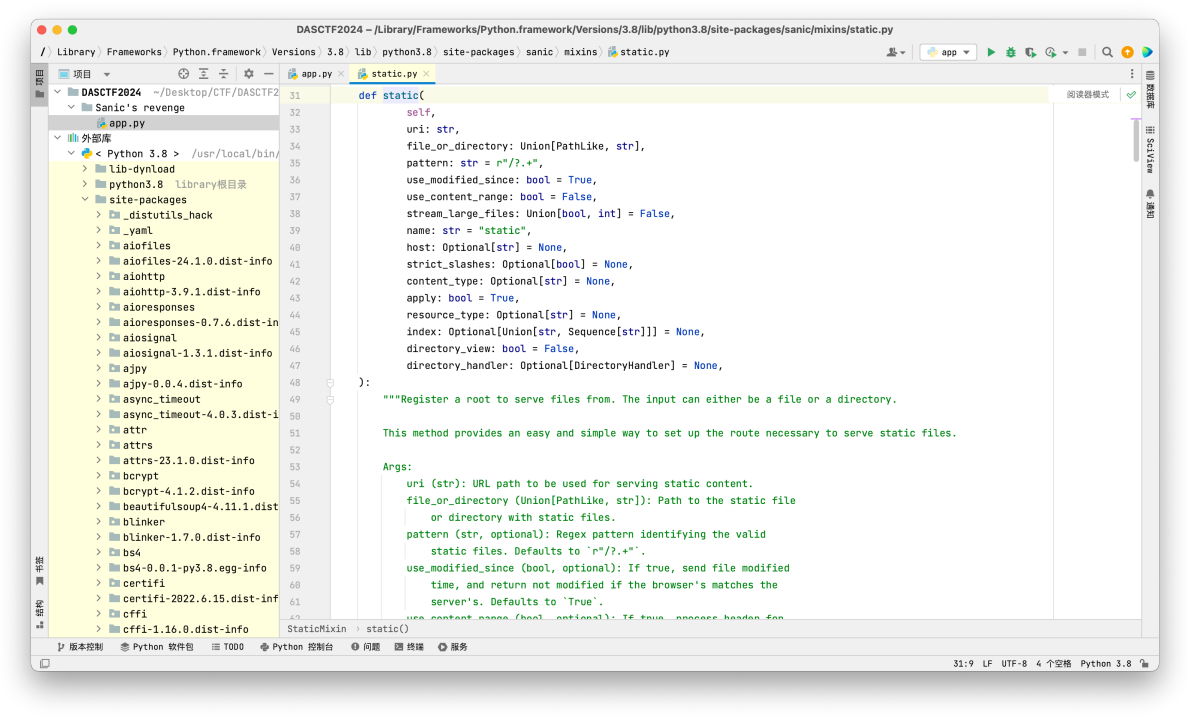 DASCTF2024 – /Library/Frameworks/Python.framework/Versions/3.8/lib/python3.8/site-packages/sanic/mixins/static.py
/ Library Frameworks Python.framework Versions 3.8 lib python3.8 site-packages sanic mixins static.py
app
项目
app.py
static.py
项目
DASCTF2024 ~/Desktop/CTF/DASCTF2
Sanic's revenge
app.py
外部库
< Python 3.8 > /usr/local/bin/
lib-dynload
python3.8 library根目录
site-packages
_distutils_hack
_yaml
aiofiles
aiofiles-24.1.0.dist-info
aiohttp
aiohttp-3.9.1.dist-info
aioresponses
aioresponses-0.7.6.dist-in
aiosignal
aiosignal-1.3.1.dist-info
ajpy
ajpy-0.0.4.dist-info
async_timeout
async_timeout-4.0.3.dist-i
attr
attrs
attrs-23.1.0.dist-info
bcrypt
bcrypt-4.1.2.dist-info
beautifulsoup4-4.11.1.dist
blinker
blinker-1.7.0.dist-info
bs4
bs4-0.0.1-py3.8.egg-info
certifi
certifi-2022.6.15.dist-inf
cffi
cffi-1.16.0.dist-info
书签
结构
31 def static(
32 self,
33 uri: str,
34 file_or_directory: Union[PathLike, str],
35 pattern: str = r"/?.+",
36 use_modified_since: bool = True,
37 use_content_range: bool = False,
38 stream_large_files: Union[bool, int] = False,
39 name: str = "static",
40 host: Optional[str] = None,
41 strict_slashes: Optional[bool] = None,
42 content_type: Optional[str] = None,
43 apply: bool = True,
44 resource_type: Optional[str] = None,
45 index: Optional[Union[str, Sequence[str]]] = None,
46 directory_view: bool = False,
47 directory_handler: Optional[DirectoryHandler] = None,
48 ):
49 """Register a root to serve files from. The input can either be a file or a directory.
50
51 This method provides an easy and simple way to set up the route necessary to serve static files.
52
53 Args:
54 uri (str): URL path to be used for serving static content.
55 file_or_directory (Union[PathLike, str]): Path to the static file
56 or directory with static files.
57 pattern (str, optional): Regex pattern identifying the valid
58 static files. Defaults to `r"/?.+"`.
59 use_modified_since (bool, optional): If true, send file modified
60 time, and return not modified if the browser's matches the
61 server's. Defaults to `True`.
62 use_content_range (bool, optional): If true, process header for
阅读器模式
数据库
SciView
通知
StaticMixin › static()
版本控制 Python 软件包 TODO Python 控制台 问题 终端 服务
31:9 LF UTF-8 4 个空格 Python 3.8